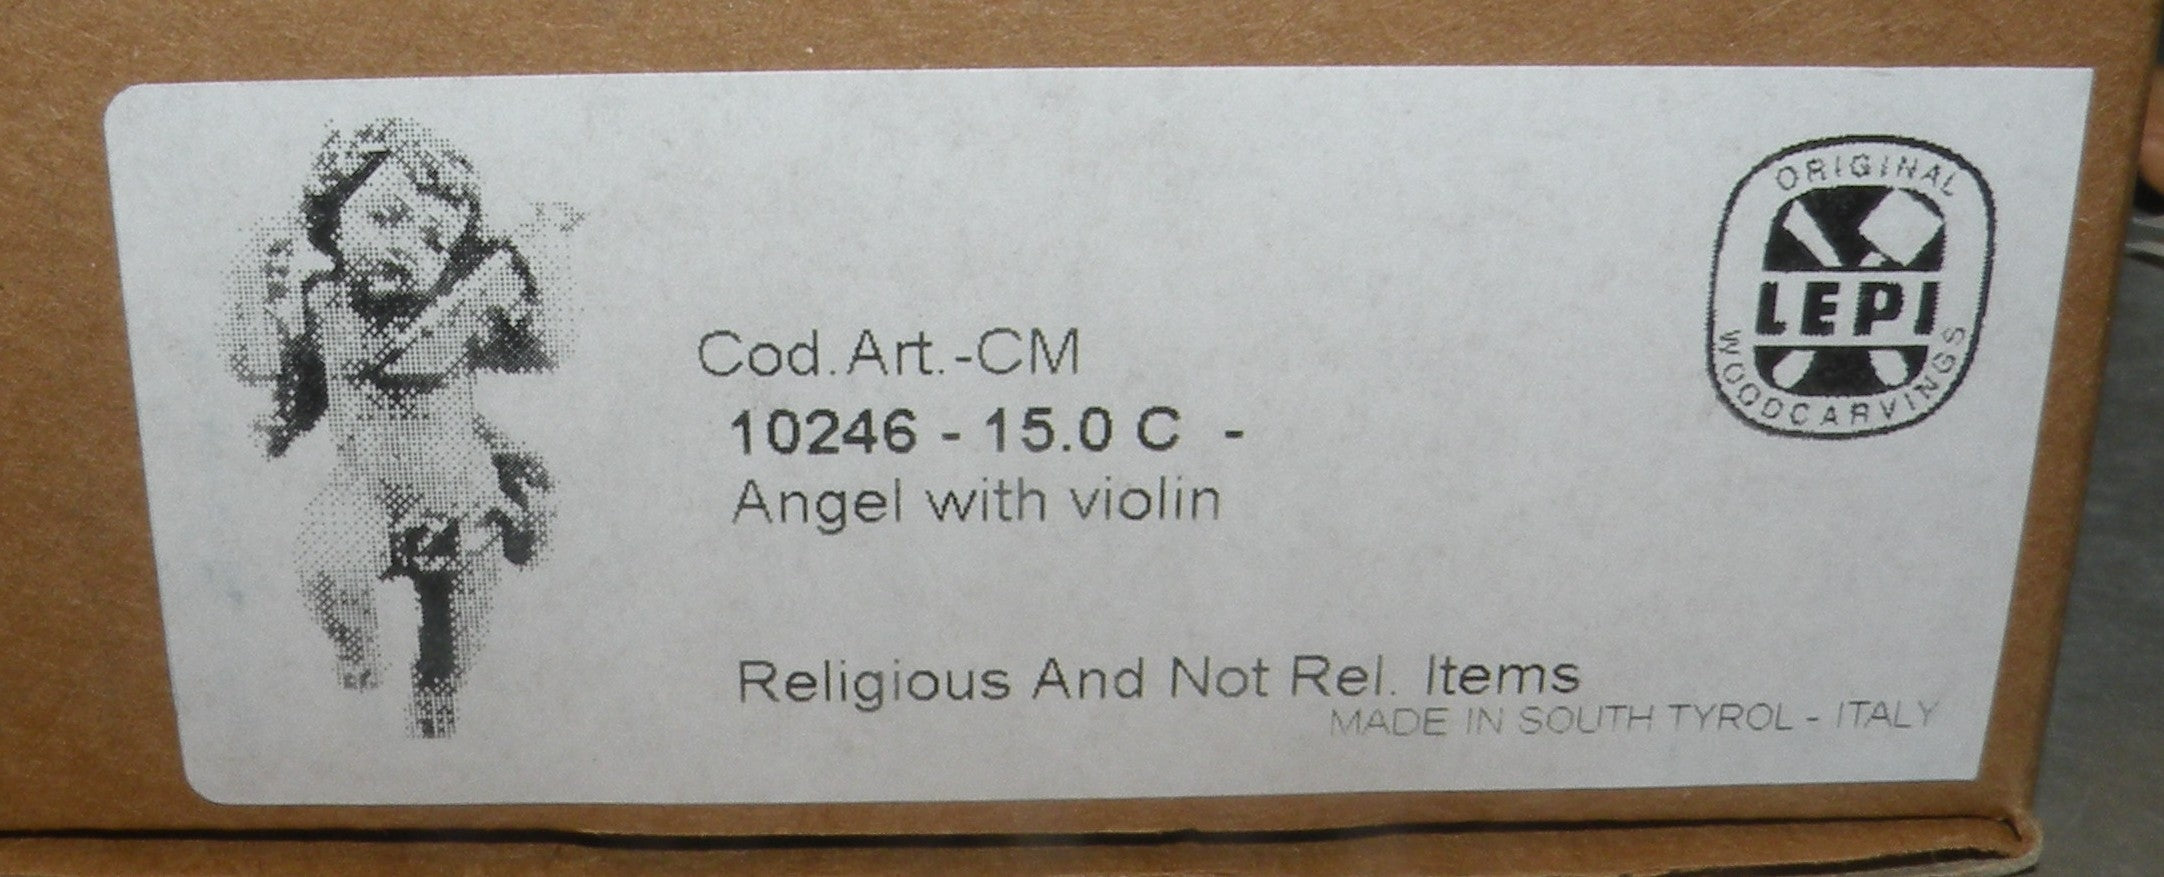 Cod.Art.-CM
10246 - 15.0 C -
Angel with violin
Religious And Not Rel. Items
MADE IN SOUTH TYROL - ITALY
ORIGINAL
LEPI
WOODCARVINGS